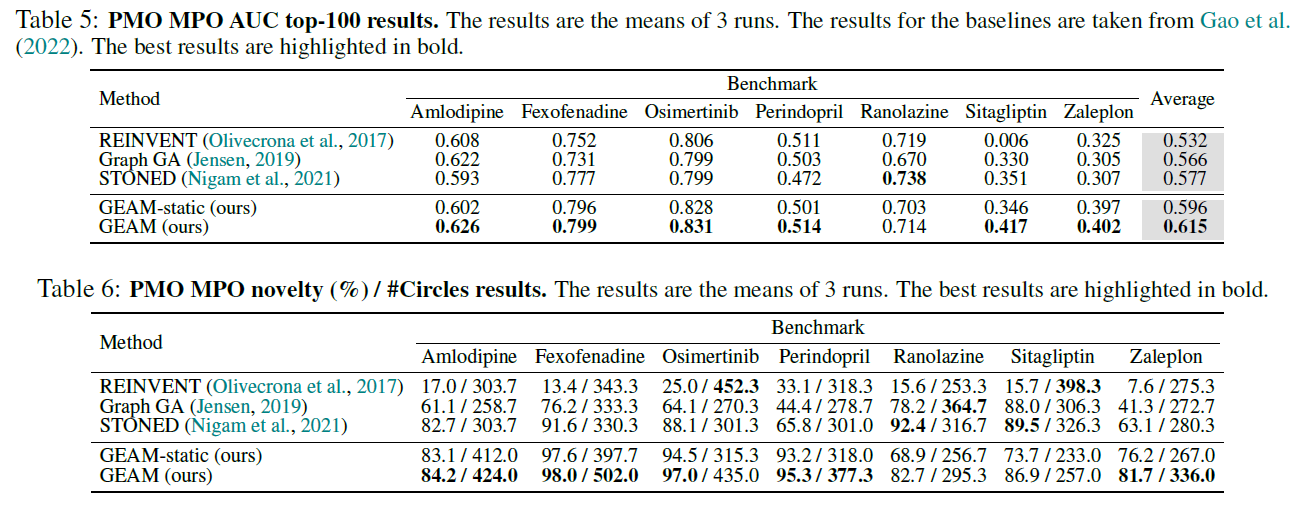 Table 5: PMO MPO AUC top-100 results. The results are the means of 3 runs. The results for the baselines are taken from Gao et al.
(2022). The best results are highlighted in bold.
Method Benchmark Average
Amlodipine Fexofenadine Osimertinib Perindopril Ranolazine Sitagliptin Zaleplon
REINVENT (Olivecrona et al., 2017) 0.608 0.752 0.806 0.511 0.719 0.006 0.325 0.532
Graph GA (Jensen, 2019) 0.622 0.731 0.799 0.503 0.670 0.330 0.305 0.566
STONED (Nigam et al., 2021) 0.593 0.777 0.799 0.472 0.738 0.351 0.307 0.577
GEAM-static (ours) 0.602 0.796 0.828 0.501 0.703 0.346 0.397 0.596
GEAM (ours) 0.626 0.799 0.831 0.514 0.714 0.417 0.402 0.615
Table 6: PMO MPO novelty (%) / #Circles results. The results are the means of 3 runs. The best results are highlighted in bold.
Method Benchmark
Amlodipine Fexofenadine Osimertinib Perindopril Ranolazine Sitagliptin Zaleplon
REINVENT (Olivecrona et al., 2017) 17.0 / 303.7 13.4 / 343.3 25.0 / 452.3 33.1 / 318.3 15.6 / 253.3 15.7 / 398.3 7.6 / 275.3
Graph GA (Jensen, 2019) 61.1 / 258.7 76.2 / 333.3 64.1 / 270.3 44.4 / 278.7 78.2 / 364.7 88.0 / 306.3 41.3 / 272.7
STONED (Nigam et al., 2021) 82.7 / 303.7 91.6 / 330.3 88.1 / 301.3 65.8 / 301.0 92.4 / 316.7 89.5 / 326.3 63.1 / 280.3
GEAM-static (ours) 83.1 / 412.0 97.6 / 397.7 94.5 / 315.3 93.2 / 318.0 68.9 / 256.7 73.7 / 233.0 76.2 / 267.0
GEAM (ours) 84.2 / 424.0 98.0 / 502.0 97.0 / 435.0 95.3 / 377.3 82.7 / 295.3 86.9 / 257.0 81.7 / 336.0